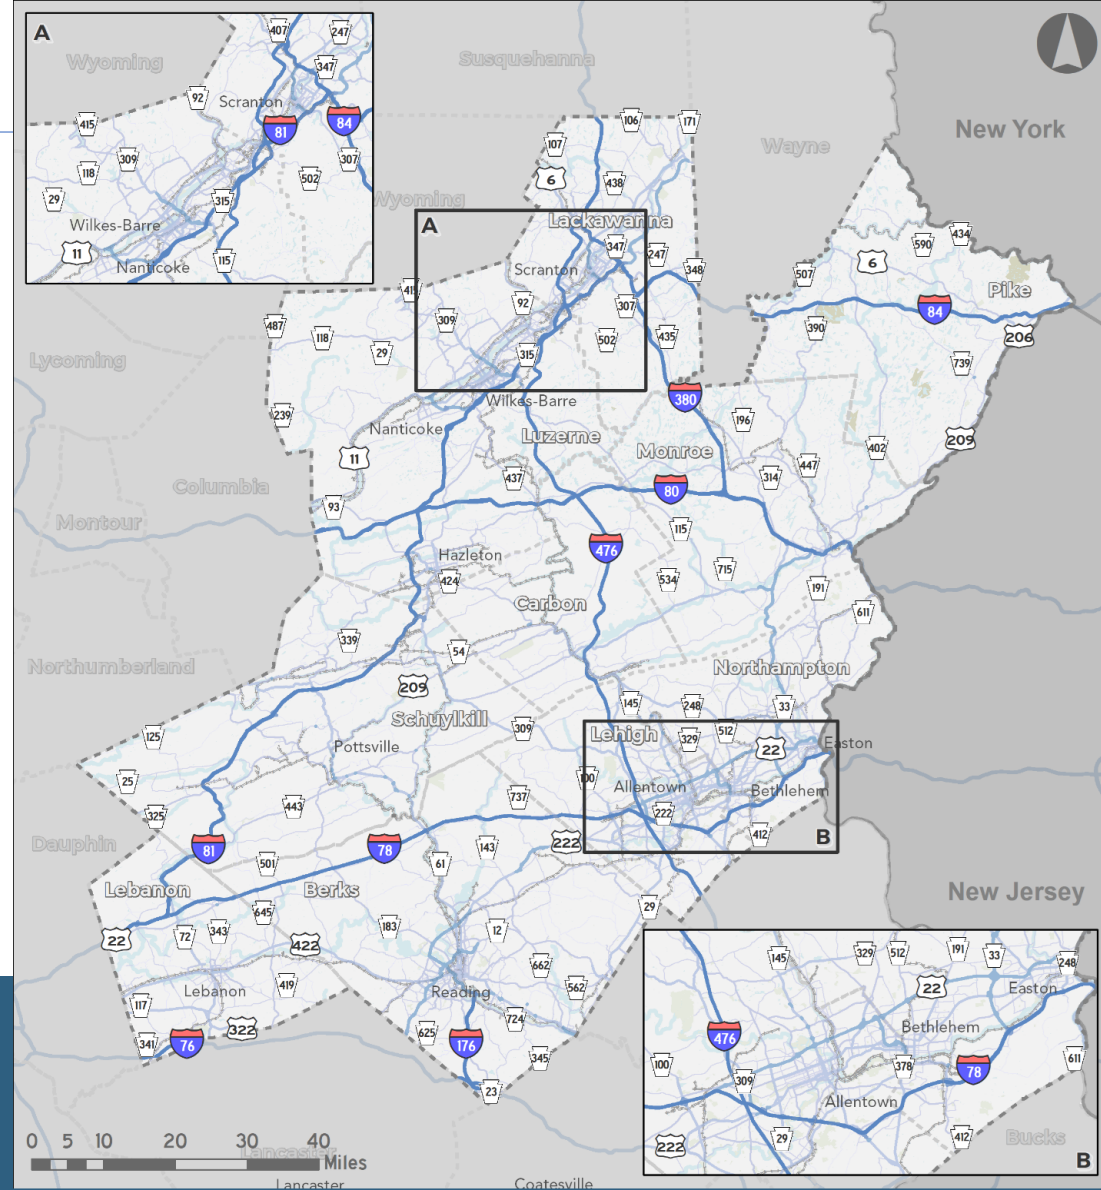 A
407
247
Wyoming
347
92
Scranton
81
84
415
309
307
118
502
29
315
Wilkes-Barre
11
Nanticoke
115
Susquehanna
106
171
New York
107
Wayne
6
438
Wyoming
Lackawanna
434
A
347
590
247
6
Scranton
348
507
415
Pike
92
307
84
309
487
390
206
118
502
435
29
315
739
Lycoming
380
Wilkes-Barre
239
196
Nanticoke
Luzerne
209
402
Monroe
11
447
437
314
Columbia
80
93
Montour
115
476
Hazleton
715
424
534
191
Carbon
611
339
54
Northumberland
Northampton
209
145
248
33
Schuylkill
309
512
125
Lehigh
329
22
Easton
Pottsville
25
100
Allentown
Bethlehem
737
443
325
222
412
Dauphin
222
B
81
78
143
501
61
Lebanon
Berks
New Jersey
645
29
183
12
343
72
22
422
145
329
512
191
33
248
662
Lebanon
419
Reading
562
22
Easton
117
724
Bethlehem
322
625
476
341
76
176
345
100
378
78
611
309
23
Allentown
29
412
222
Bucks
B
0 5 10 20 30 40
Miles
Lancaster
Lancaster
Coatesville